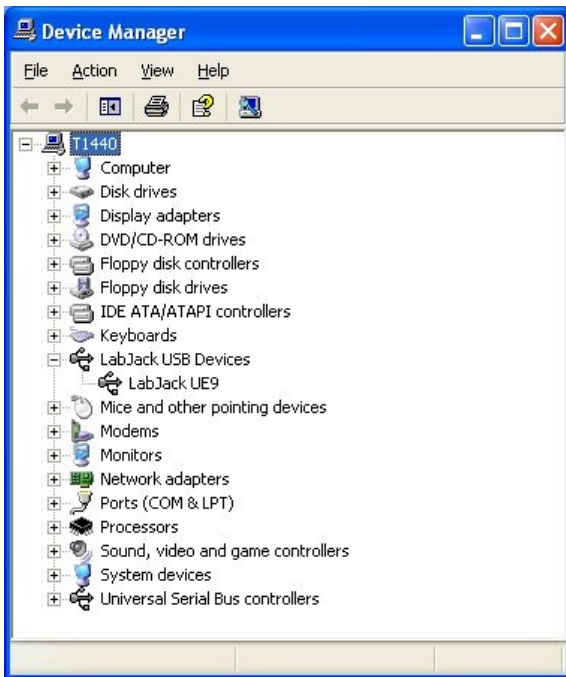 Device Manager
File Action View Help
T1440
Computer
Disk drives
Display adapters
DVD/CD-ROM drives
Floppy disk controllers
Floppy disk drives
IDE ATA/ATAPI controllers
Keyboards
LabJack USB Devices
LabJack UE9
Mice and other pointing devices
Modems
Monitors
Network adapters
Ports (COM & LPT)
Processors
Sound, video and game controllers
System devices
Universal Serial Bus controllers